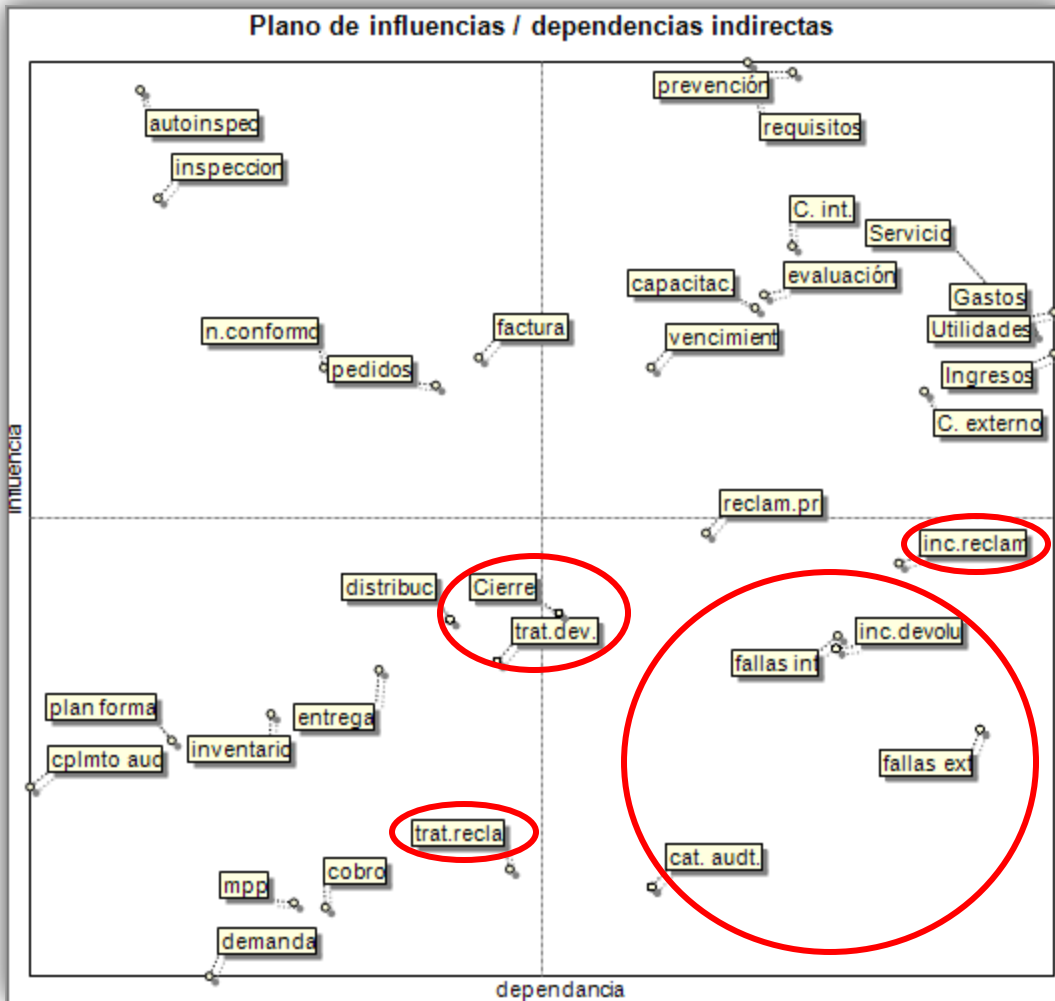 Plano de influencias / dependencias indirectas
prevención
autoinspec
requisitos
inspeccion
C. int.
Servicio
evaluación
capacitac.
Gastos
n.conformo
factura
vencimient
Utilidades
pedidos
Ingresos
C. externo
influencia
reclam.pr
inc.reclam
distribuc
Cierre
trat.dev.
inc.devolu
fallas int
plan forma
entrega
inventario
cplmto aud
fallas ext
trat.recla
cat. audt.
cobro
mpp
demanda
dependancia